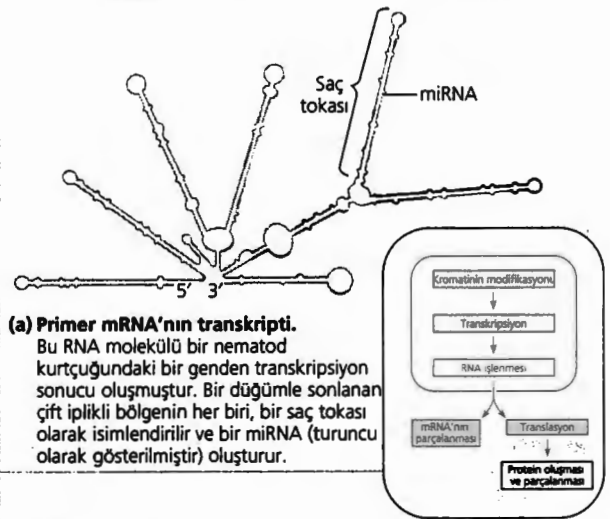 Saç
tokası
miRNA
5′ 3′
(a) Primer mRNA'nın transkripti.
Bu RNA molekülü bir nematod
kurtçuğundaki bir genden transkripsiyon
sonucu oluşmuştur. Bir düğümle sonlanan
çift iplikli bölgenin her biri, bir saç tokası
olarak isimlendirilir ve bir miRNA (turuncu
olarak gösterilmiştir) oluşturur.
Kromatinin modifikasyonu
Transkripsiyon
RNA işlenmesi
mRNA'nın
parçalanması
Translasyon
Protein oluşması
ve parçalanması